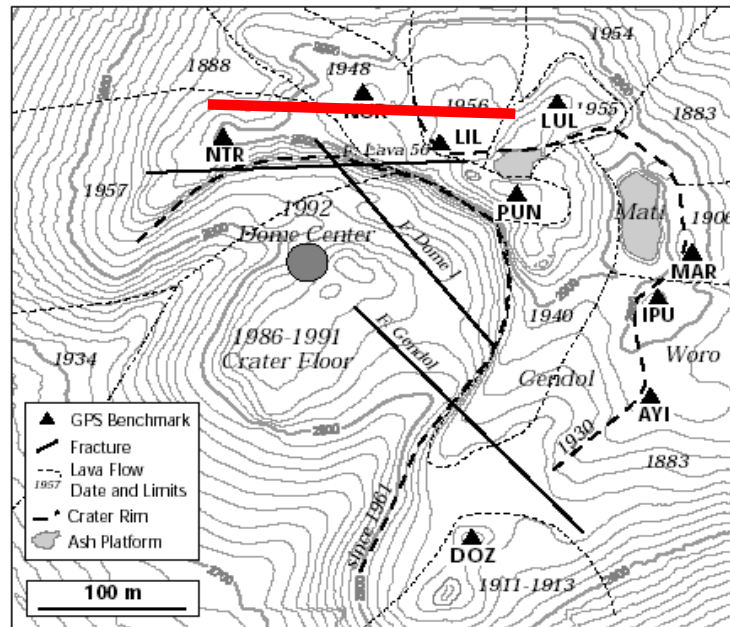 1954
1888
1948
1956
1955
1883
LUL
LIL
NTR
F. Lava 56
1957
1992
Dome Center
PUN
Mati
F. Dome 1
MAR
IPU
1940
1986-1991
Crater Floor
F. Gendol
1934
Gendol
Woro
AYI
1930
1883
since 1961
DOZ
1911-1913
GPS Benchmark
Fracture
Lava Flow
1957 Date and Limits
Crater Rim
Ash Platform
100 m